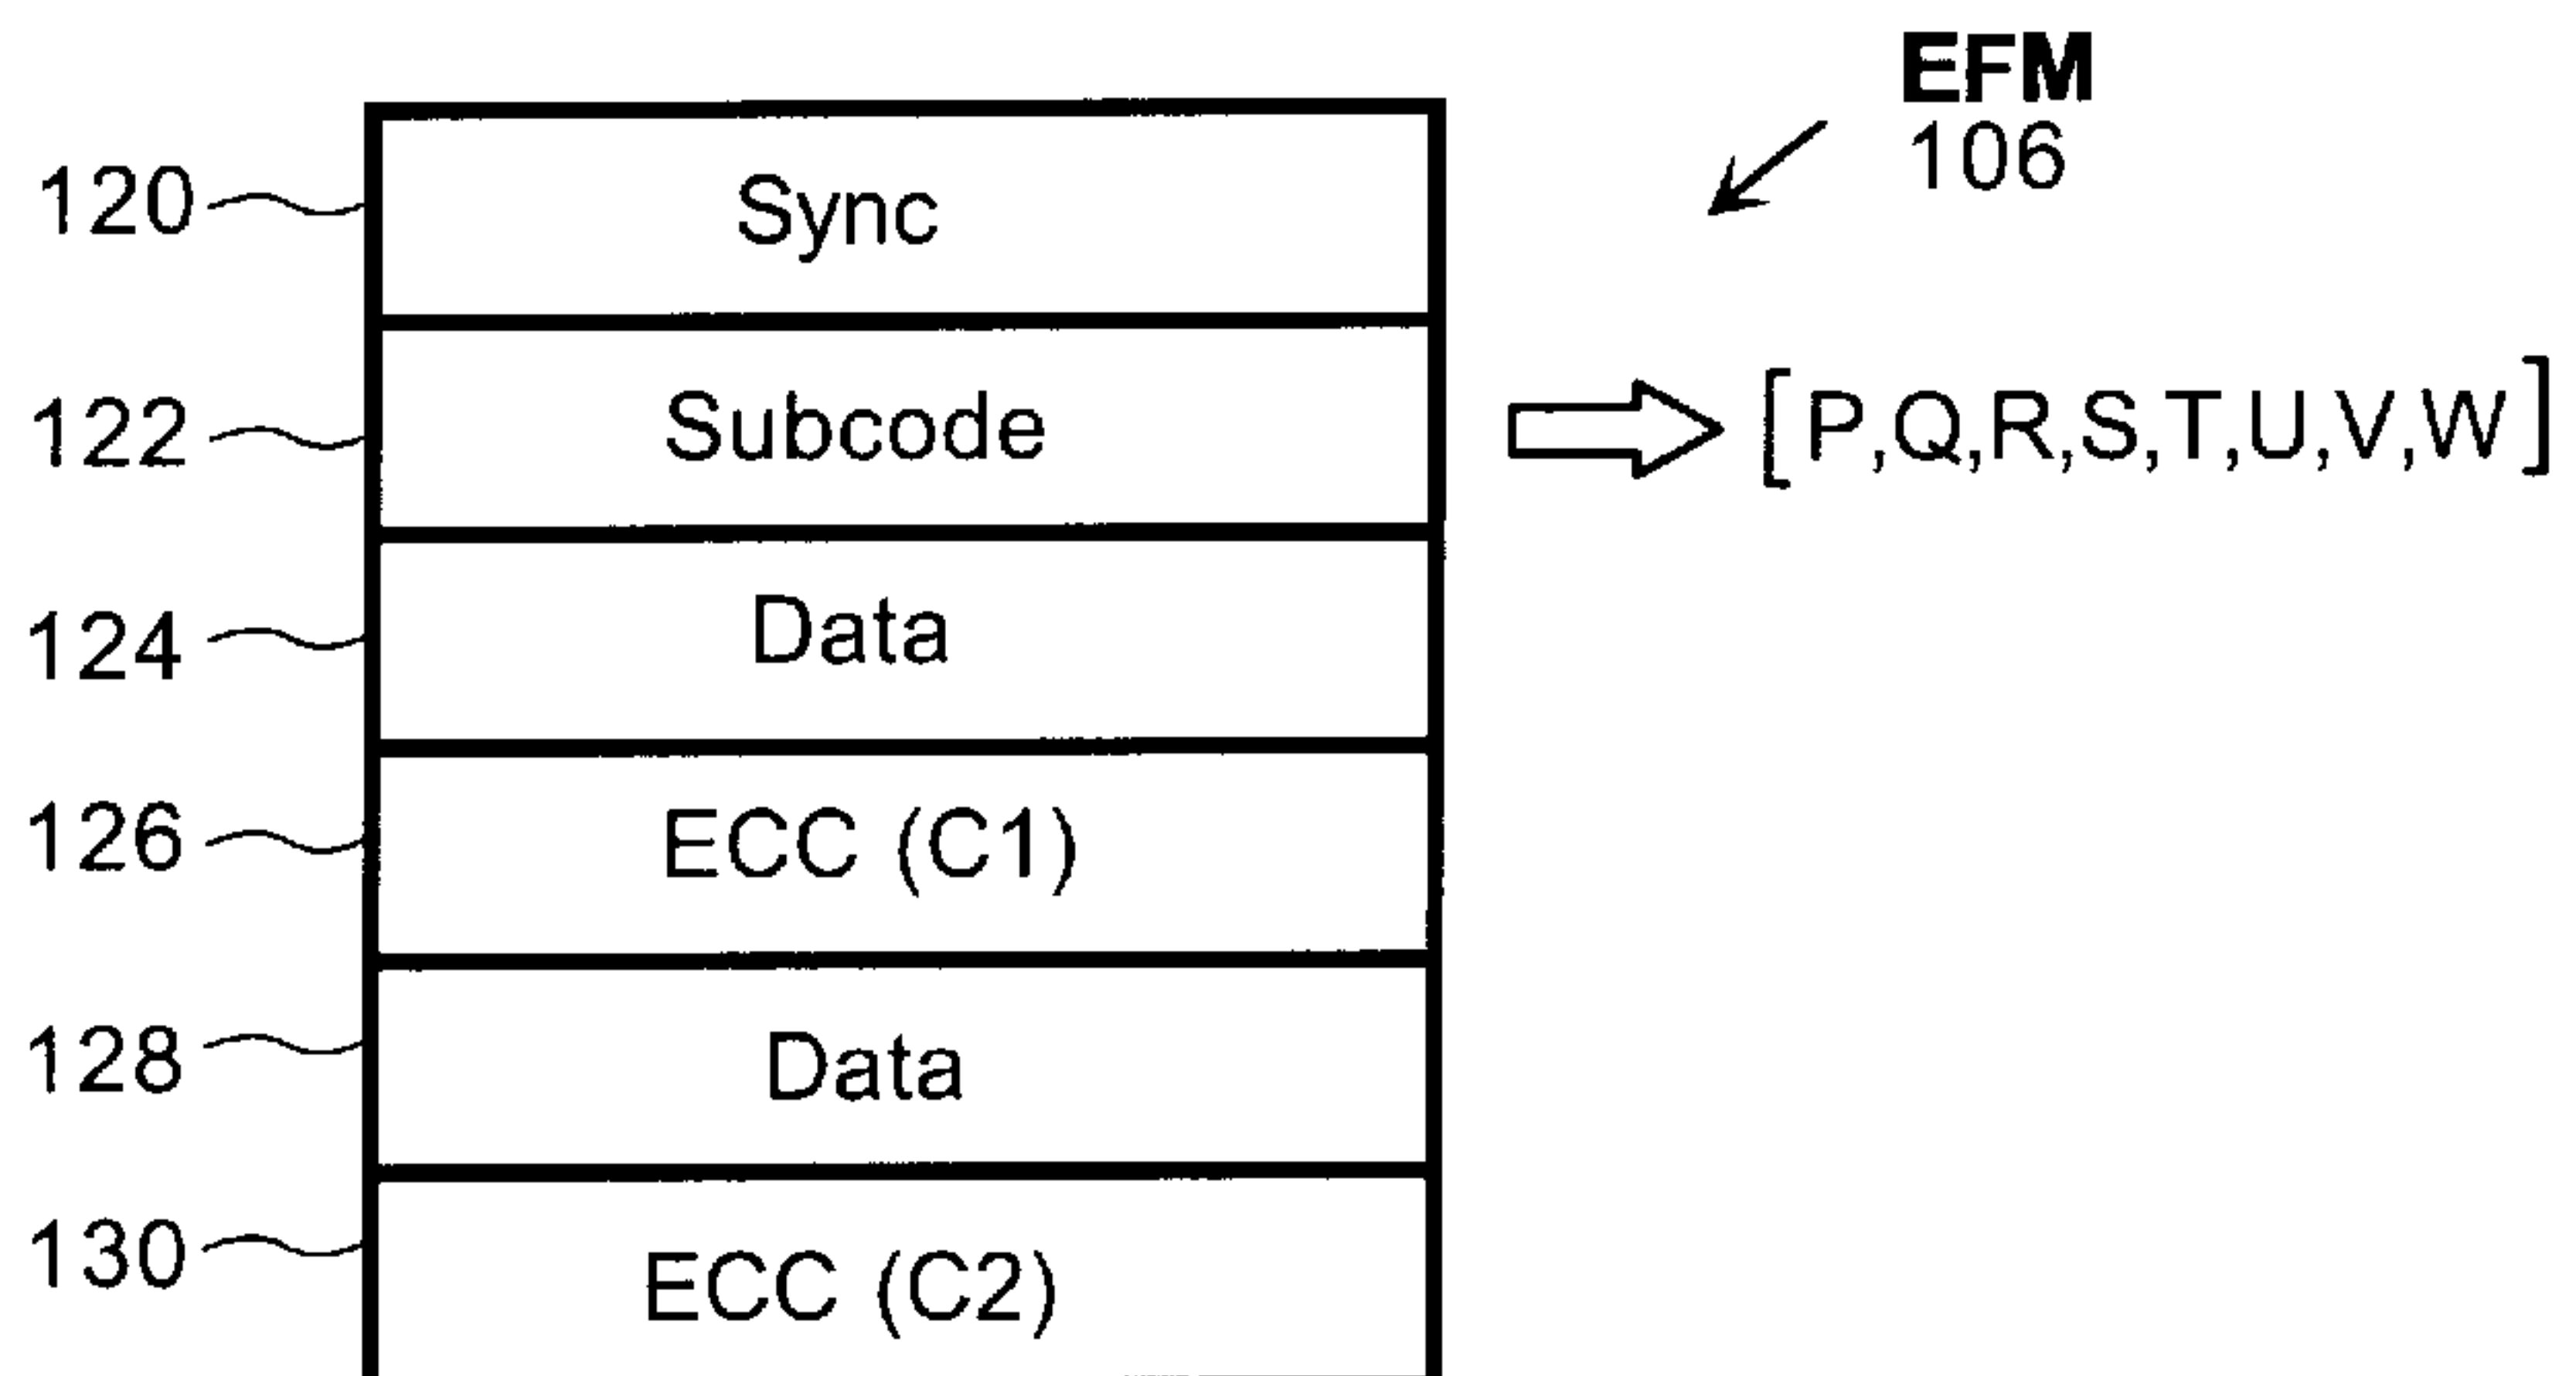 EFM
106
120 Sync
122 Subcode [P,Q,R,S,T,U,V,W]
124 Data
126 ECC (C1)
128 Data
130 ECC (C2)